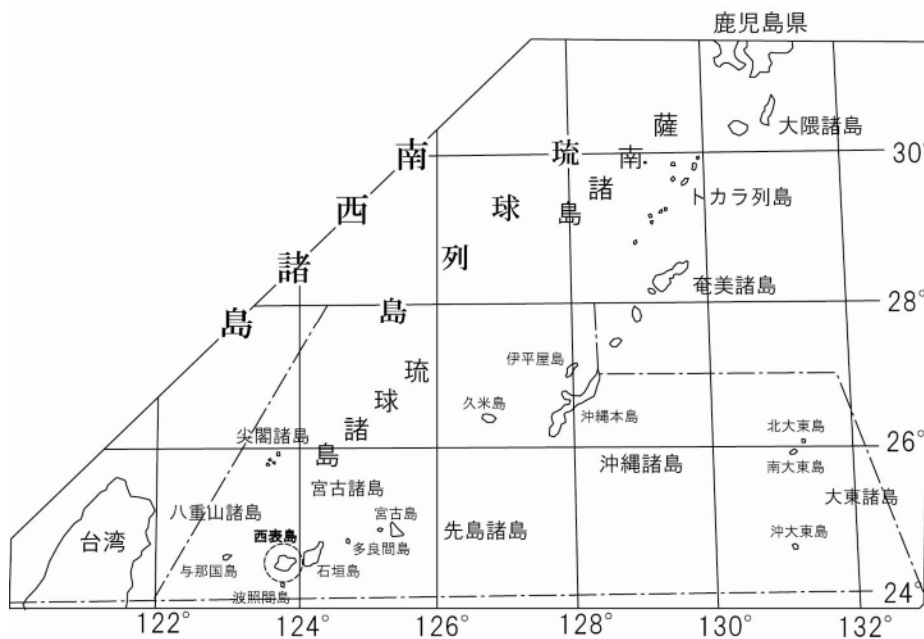 鹿児島県
大隅諸島
薩南諸島
30°
トカラ列島
南西諸島
琉球列島
奄美諸島
28°
伊平屋島
琉球諸島
久米島
沖縄本島
北大東島
26°
尖閣諸島
沖縄諸島
南大東島
宮古諸島
大東諸島
八重山諸島
宮古島
先島諸島
台湾
西表島
多良間島
沖大東島
与那国島
石垣島
波照間島
24°
122°
124°
126°
128°
130°
132°